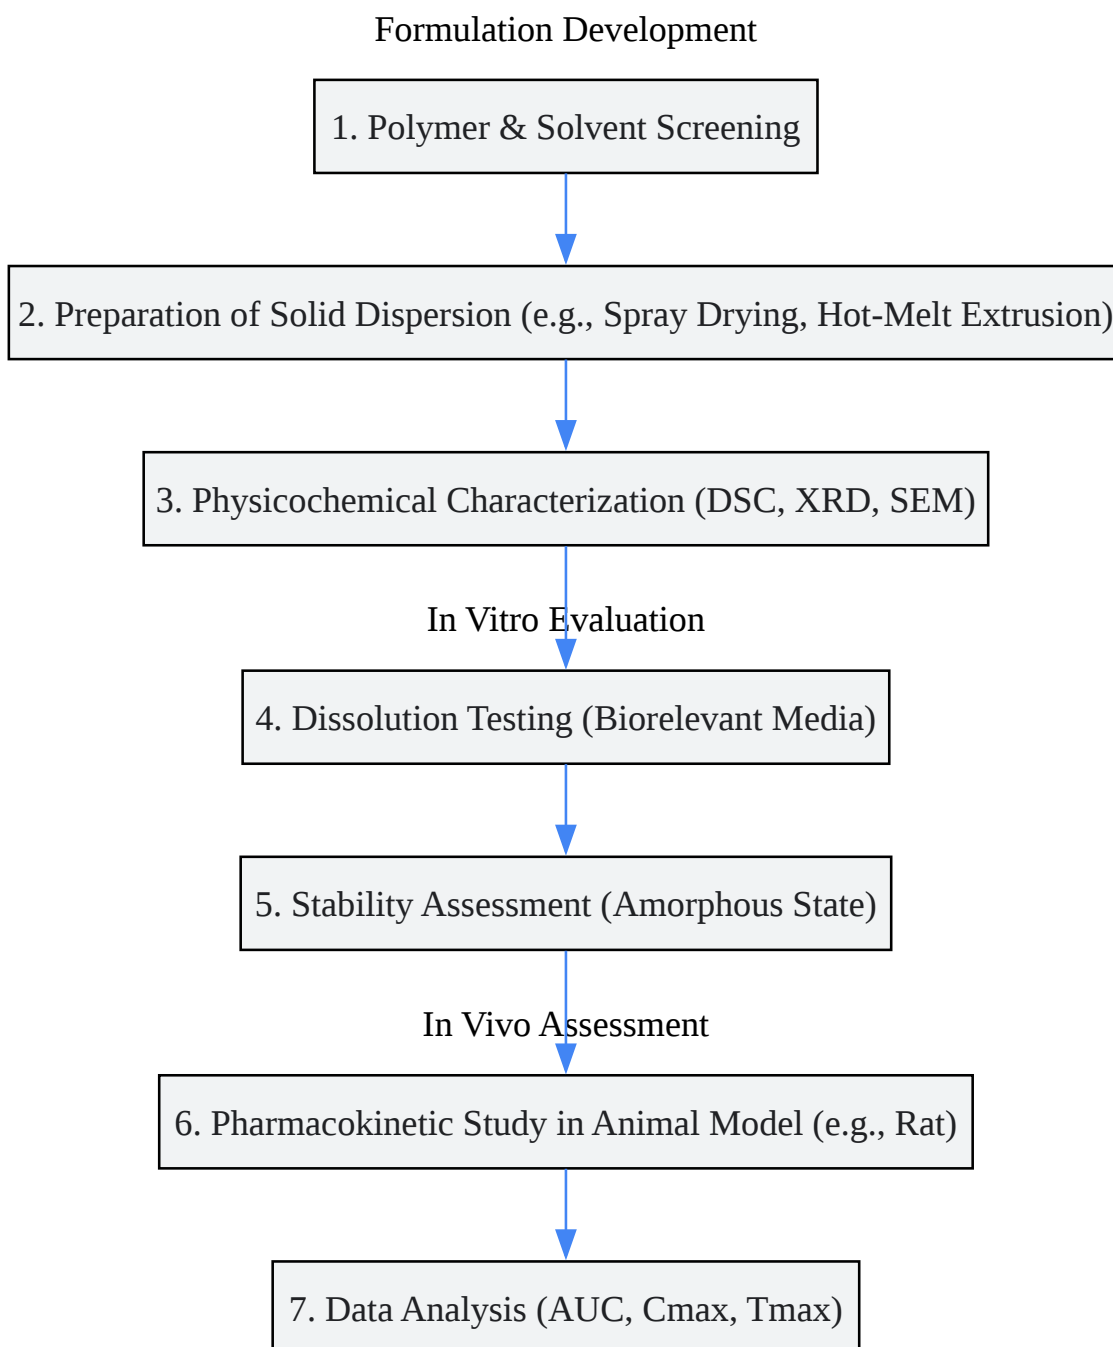 Formulation Development
1. Polymer & Solvent Screening
2. Preparation of Solid Dispersion (e.g., Spray Drying, Hot-Melt Extrusion)
3. Physicochemical Characterization (DSC, XRD, SEM)
In Vitro Evaluation
4. Dissolution Testing (Biorelevant Media)
5. Stability Assessment (Amorphous State)
In Vivo Assessment
6. Pharmacokinetic Study in Animal Model (e.g., Rat)
7. Data Analysis (AUC, Cmax, Tmax)